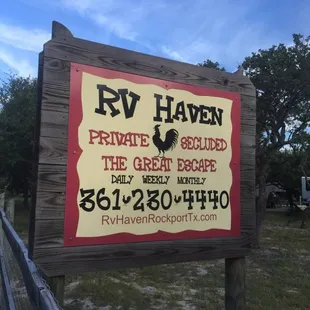 RV HAVEN
PRIVATE SECLUDED
THE GREAT ESCAPE
DAILY WEEKLY MONTHLY
361-230-4440
RvHavenRockportTx.com